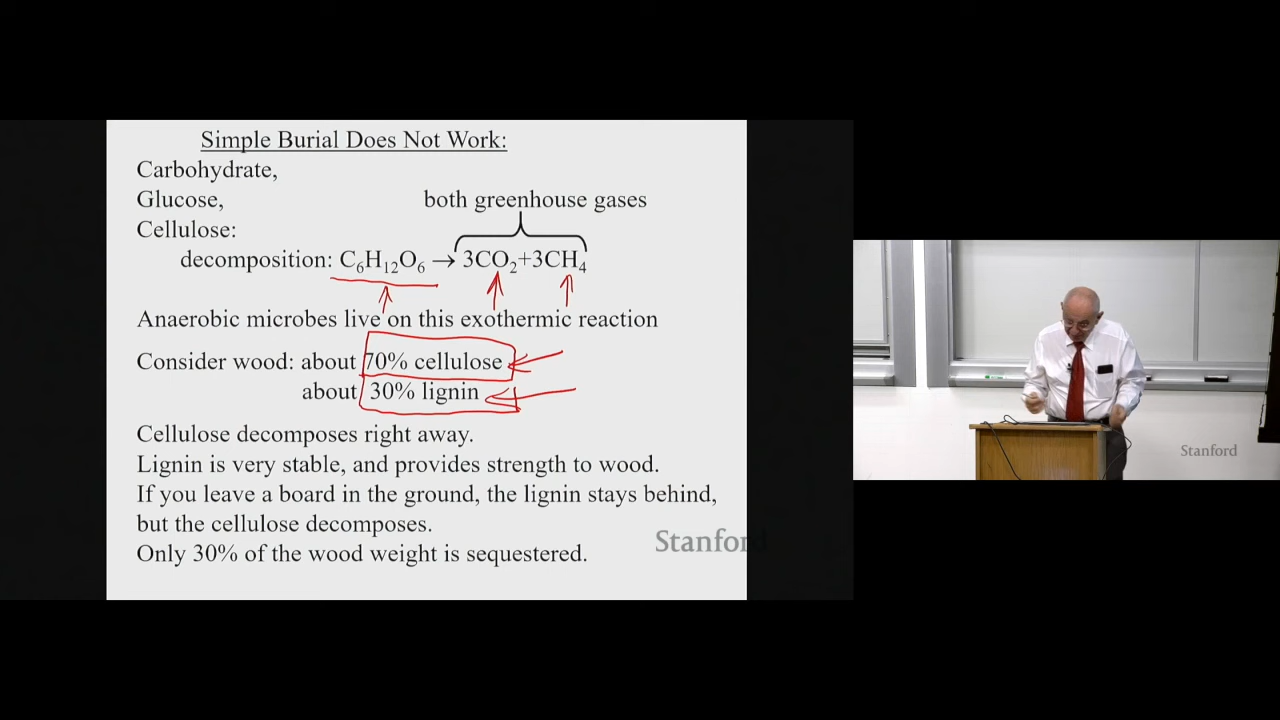 Simple Burial Does Not Work:
Carbohydrate,
Glucose,
both greenhouse gases
Cellulose:
decomposition: C₆H₁₂O₆ → 3CO₂+3CH₄
Anaerobic microbes live on this exothermic reaction
Consider wood: about 70% cellulose
about 30% lignin
Cellulose decomposes right away.
Lignin is very stable, and provides strength to wood.
If you leave a board in the ground, the lignin stays behind,
but the cellulose decomposes.
Only 30% of the wood weight is sequestered.
Stanford
Stanford